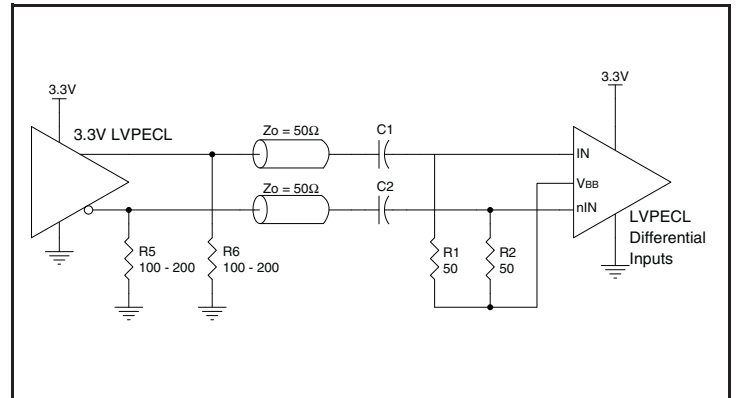 3.3V
3.3V LVPECL
Zo = 50Ω
C1
3.3V
IN
Zo = 50Ω
C2
VBB
nIN
LVPECL
Differential
Inputs
R5
100 - 200
R6
100 - 200
R1
50
R2
50